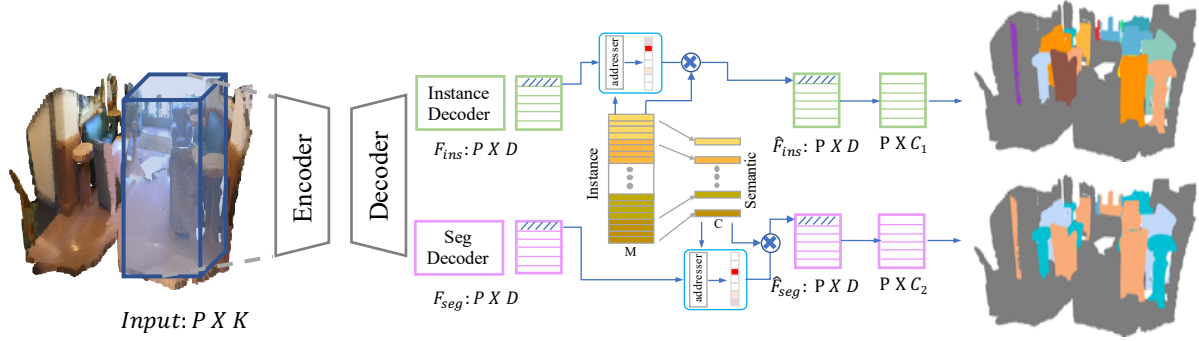 Input: P X K
Encoder
Decoder
Instance
Decoder
F_ins: P X D
Seg
Decoder
F_seg: P X D
addresser
Instance
M
Semantic
C
addresser
F̂_ins: P X D
P X C_1
F̂_seg: P X D
P X C_2